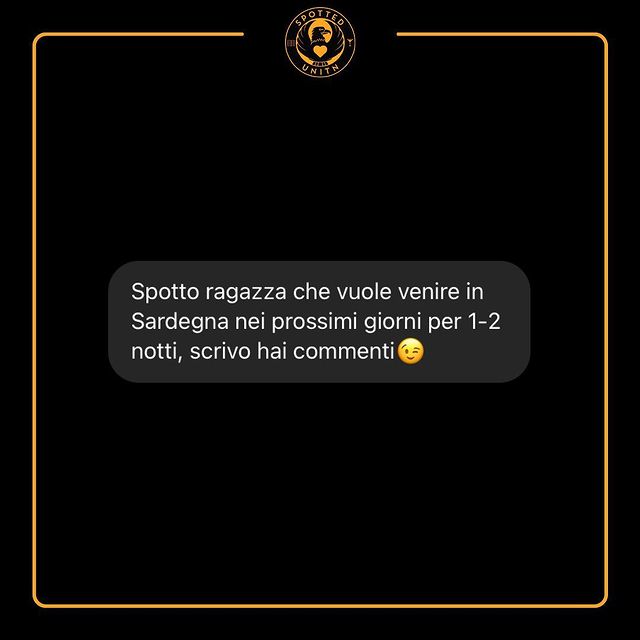 SPOTTED
UNITN
Spotto ragazza che vuole venire in
Sardegna nei prossimi giorni per 1-2
notti, scrivo hai commenti😉